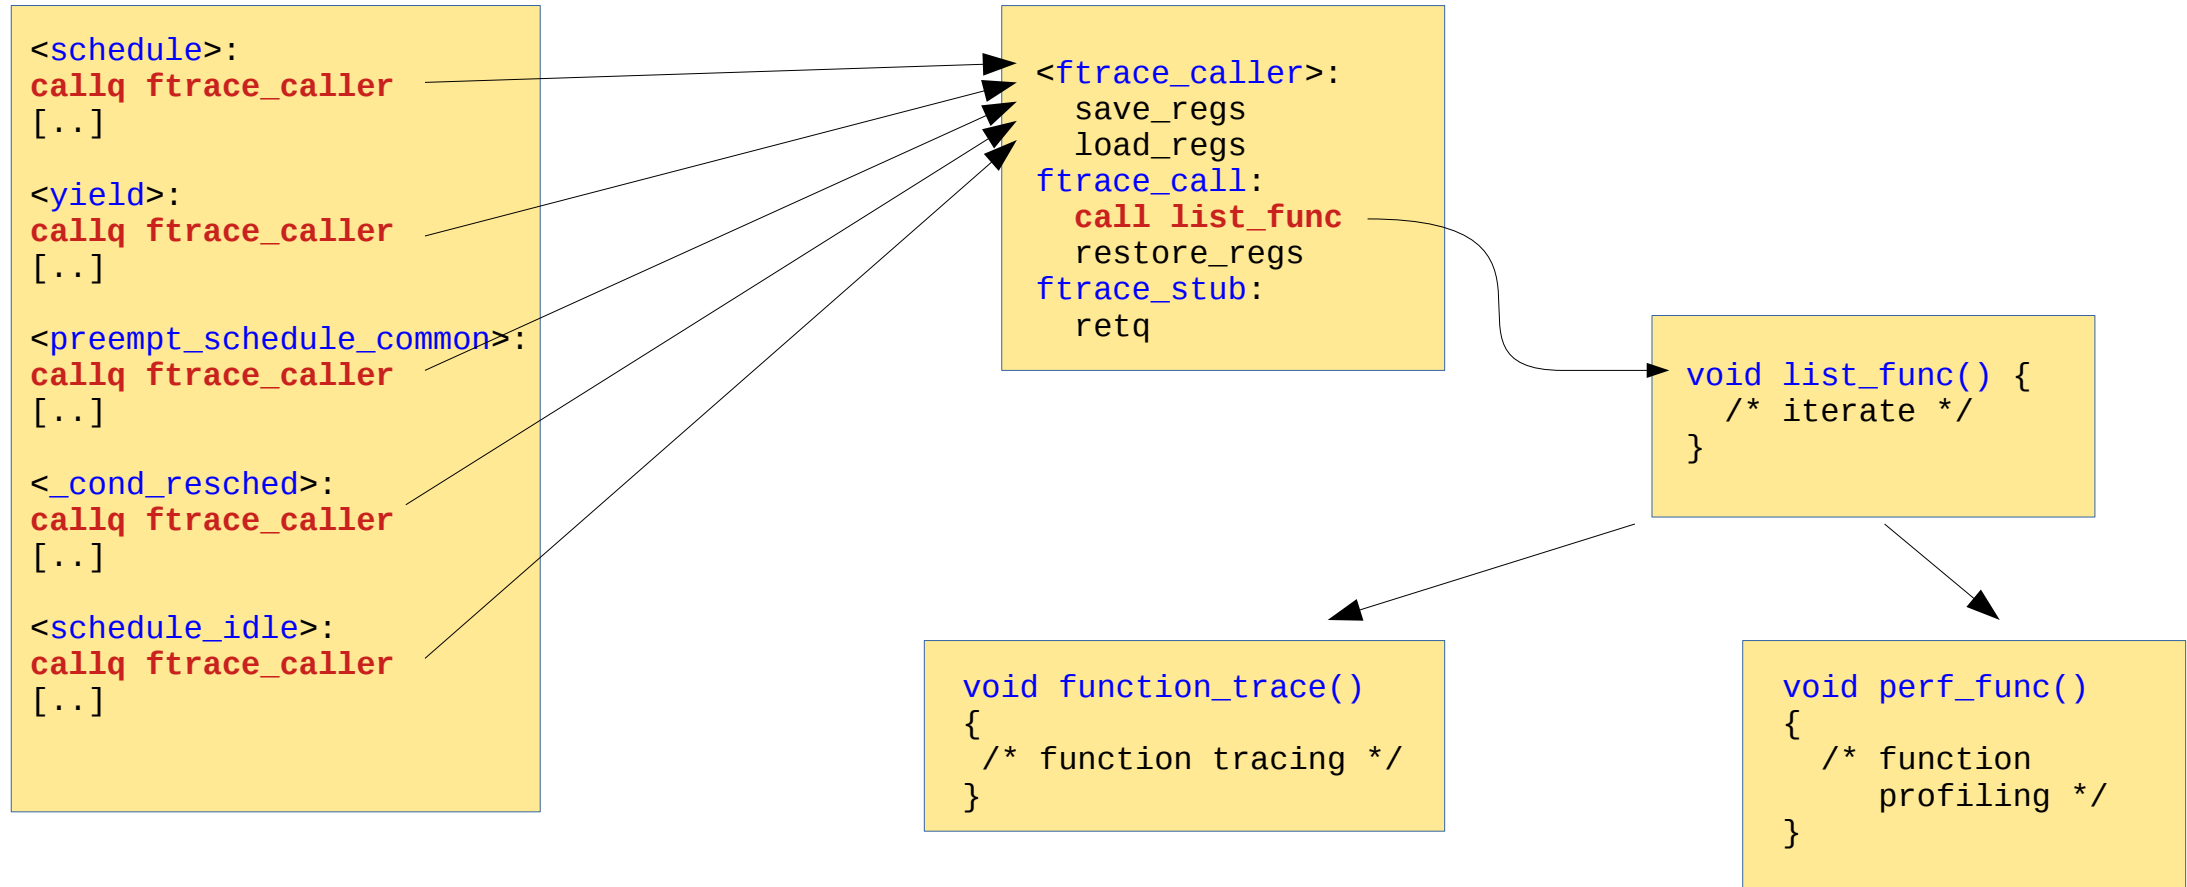 <schedule>:
callq ftrace_caller
[..]
<yield>:
callq ftrace_caller
[..]
<preempt_schedule_common>:
callq ftrace_caller
[..]
<_cond_resched>:
callq ftrace_caller
[..]
<schedule_idle>:
callq ftrace_caller
[..]
<ftrace_caller>:
save_regs
load_regs
ftrace_call:
call list_func
restore_regs
ftrace_stub:
retq
void list_func() {
/* iterate */
}
void function_trace()
{
/* function tracing */
}
void perf_func()
{
/* function
profiling */
}